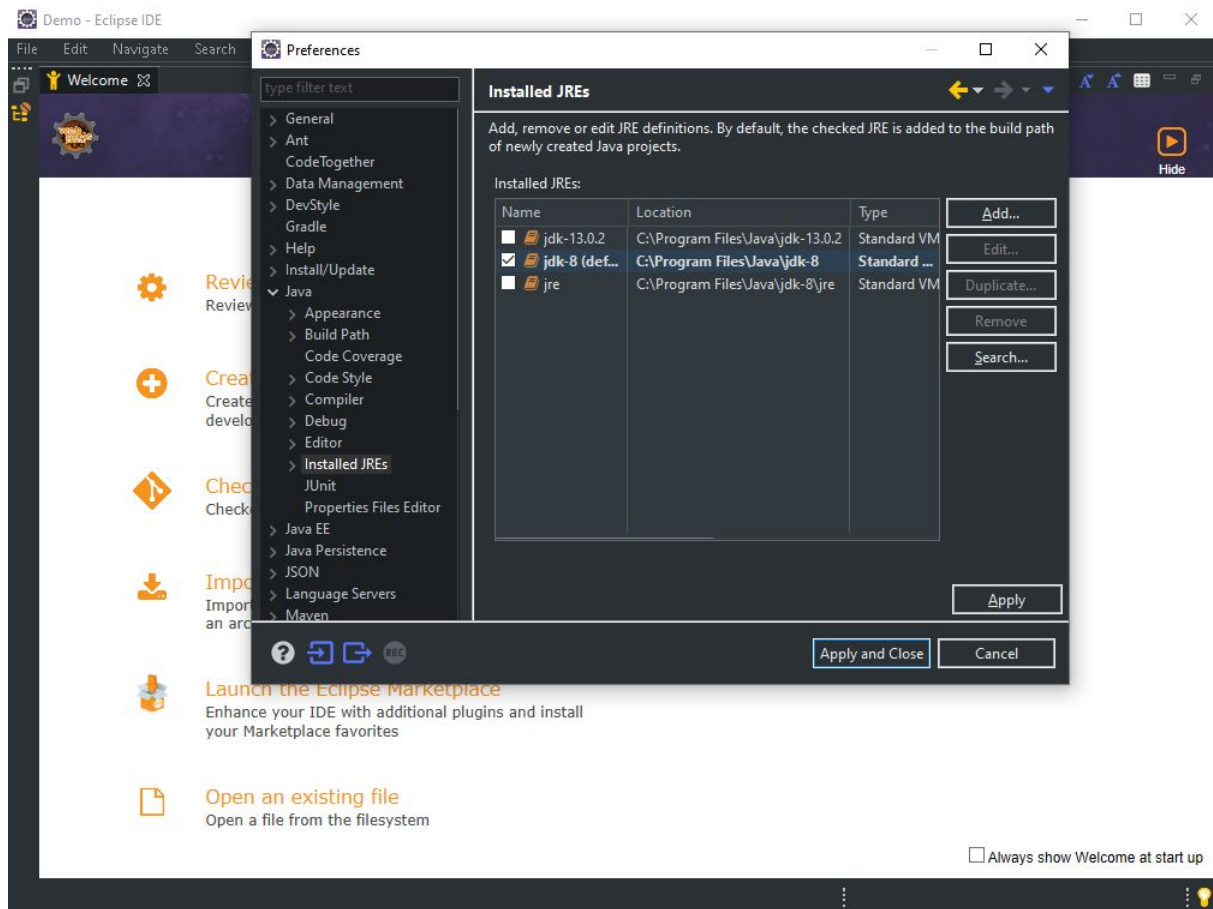 Demo - Eclipse IDE
File Edit Navigate Search
Welcome
Hide
Preferences
type filter text
General
Ant
CodeTogether
Data Management
DevStyle
Gradle
Help
Install/Update
Java
Appearance
Build Path
Code Coverage
Code Style
Compiler
Debug
Editor
Installed JREs
JUnit
Properties Files Editor
Java EE
Java Persistence
JSON
Language Servers
Maven
Installed JREs
Add, remove or edit JRE definitions. By default, the checked JRE is added to the build path
of newly created Java projects.
Installed JREs:
Name Location Type
jdk-13.0.2 C:\Program Files\Java\jdk-13.0.2 Standard VM
jdk-8 (def... C:\Program Files\Java\jdk-8 Standard ...
jre C:\Program Files\Java\jdk-8\jre Standard VM
Add...
Edit...
Duplicate...
Remove
Search...
Apply
REC
Apply and Close Cancel
Revie
Review
Crea
Create
develo
Chec
Check
Impo
Impor
an arc
Launch the Eclipse Marketplace
Enhance your IDE with additional plugins and install
your Marketplace favorites
Open an existing file
Open a file from the filesystem
Always show Welcome at start up